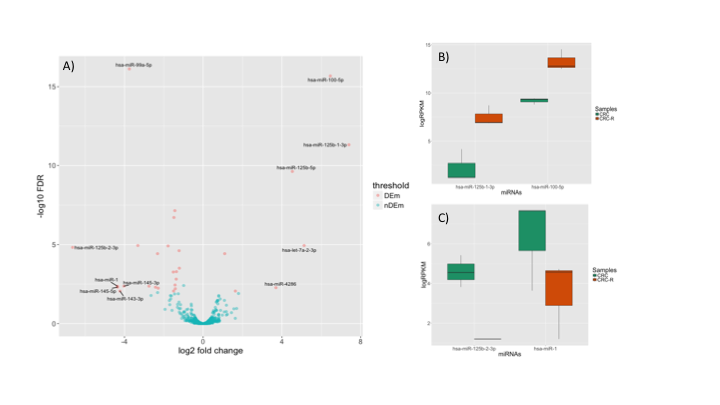 A)
hsa-miR-99a-5p
hsa-miR-100-5p
hsa-miR-125b-1-3p
hsa-miR-125b-5p
hsa-miR-125b-2-3p
hsa-let-7a-2-3p
hsa-miR-1
hsa-miR-145-3p
hsa-miR-145-5p
hsa-miR-143-3p
hsa-miR-4286
-log10 FDR
15
10
5
0
-4
0
4
8
log2 fold change
threshold
DEm
nDEm
B)
logRPKM
15
10
5
hsa-miR-125b-1-3p
hsa-miR-100-5p
miRNAs
Samples
CRC
CRC-R
C)
logRPKM
6
4
2
hsa-miR-125b-2-3p
hsa-miR-1
miRNAs
Samples
CRC
CRC-R